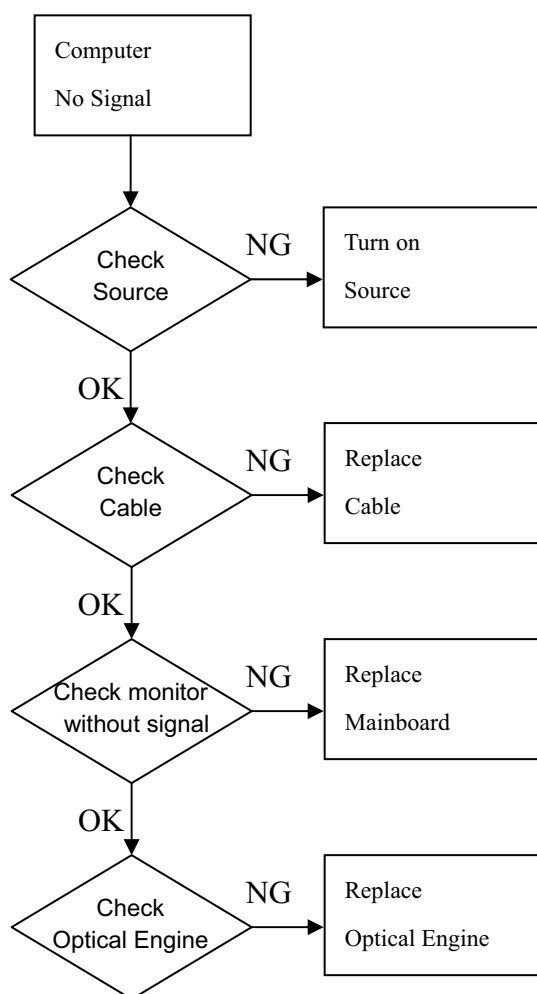 Computer
No Signal
Check
Source
NG
Turn on
Source
OK
Check
Cable
NG
Replace
Cable
OK
Check monitor
without signal
NG
Replace
Mainboard
OK
Check
Optical Engine
NG
Replace
Optical Engine